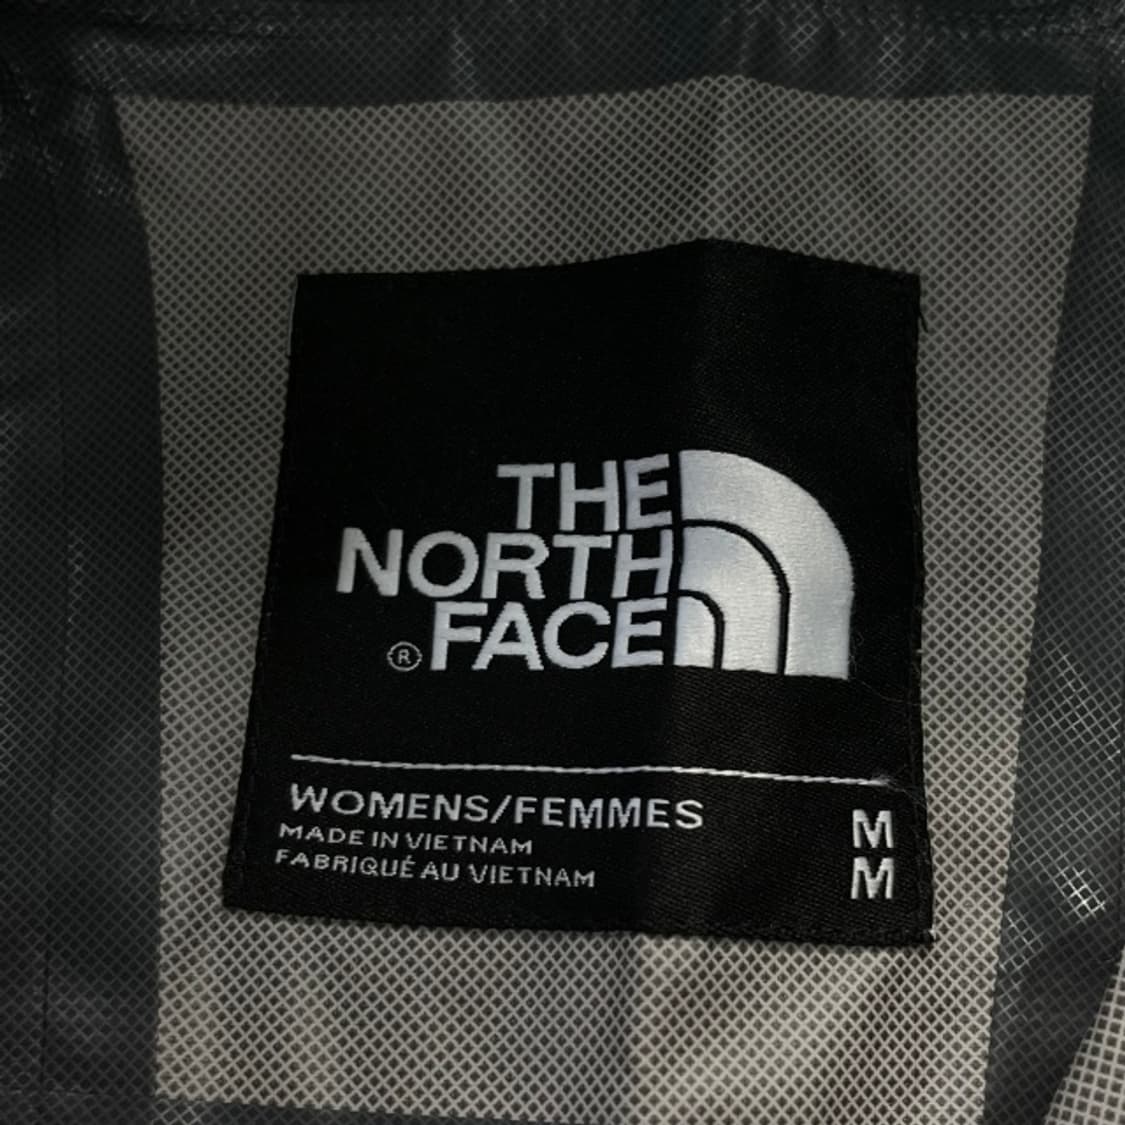 THE
NORTH
® FACE
WOMENS/FEMMES M
MADE IN VIETNAM
FABRIQUÉ AU VIETNAM M